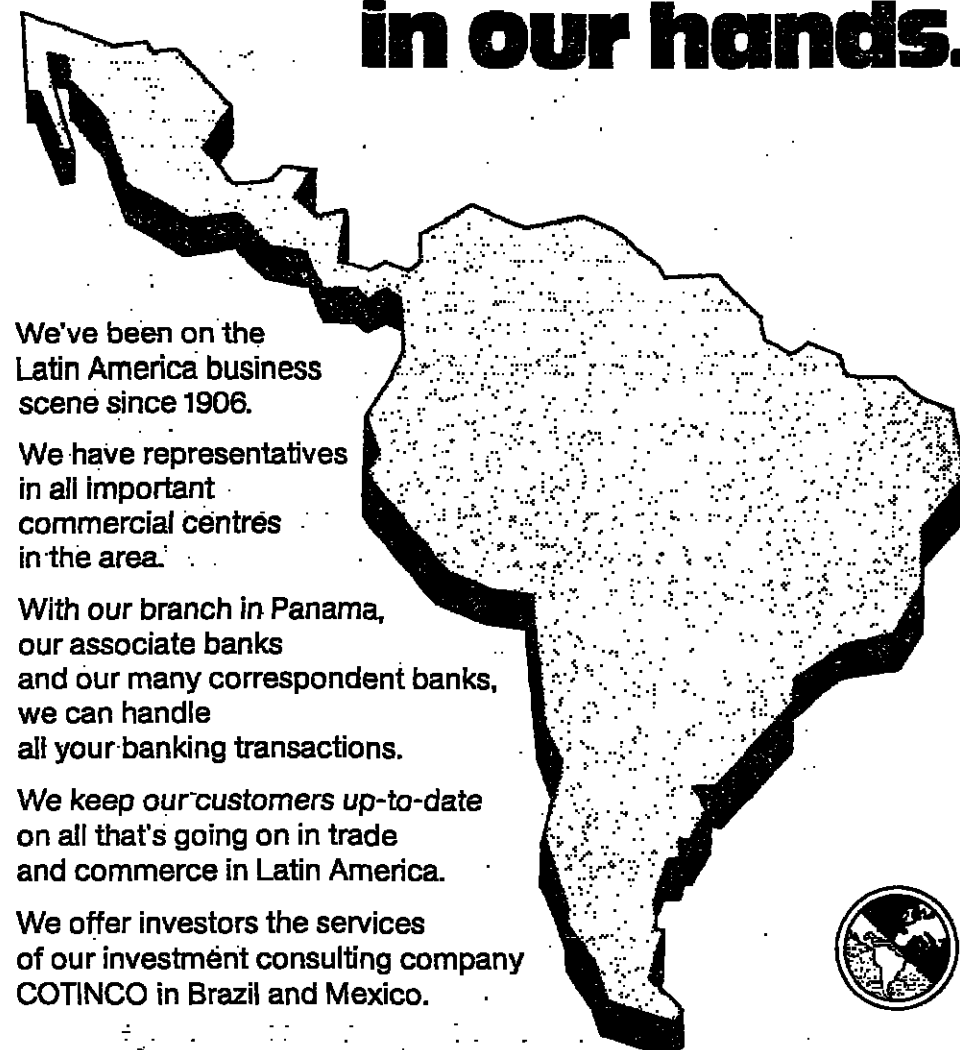 in our hands.
We've been on the
Latin America business
scene since 1906.
We have representatives
in all important
commercial centres
in the area.
With our branch in Panama,
our associate banks
and our many correspondent banks,
we can handle
all your banking transactions.
We keep our customers up-to-date
on all that's going on in trade
and commerce in Latin America.
We offer investors the services
of our investment consulting company
COTINCO in Brazil and Mexico.